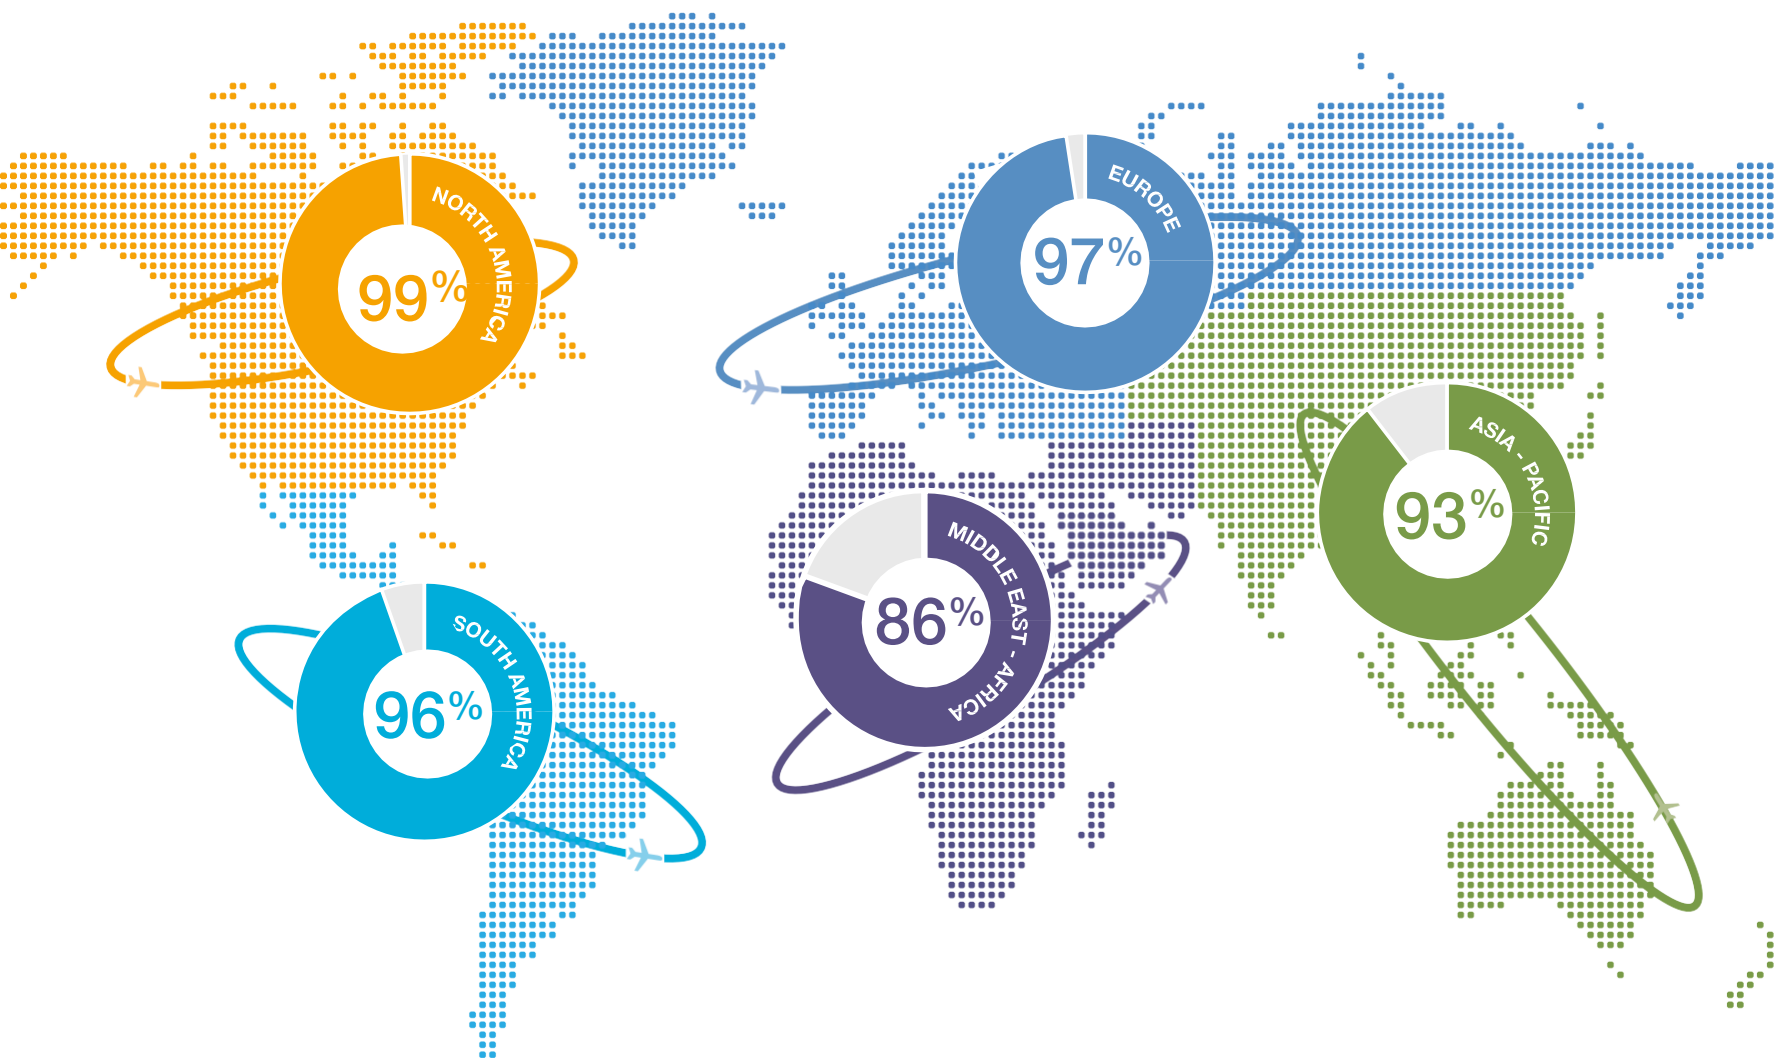 NORTH AMERICA
99%
EUROPE
97%
ASIA - PACIFIC
93%
MIDDLE EAST - AFRICA
86%
SOUTH AMERICA
96%